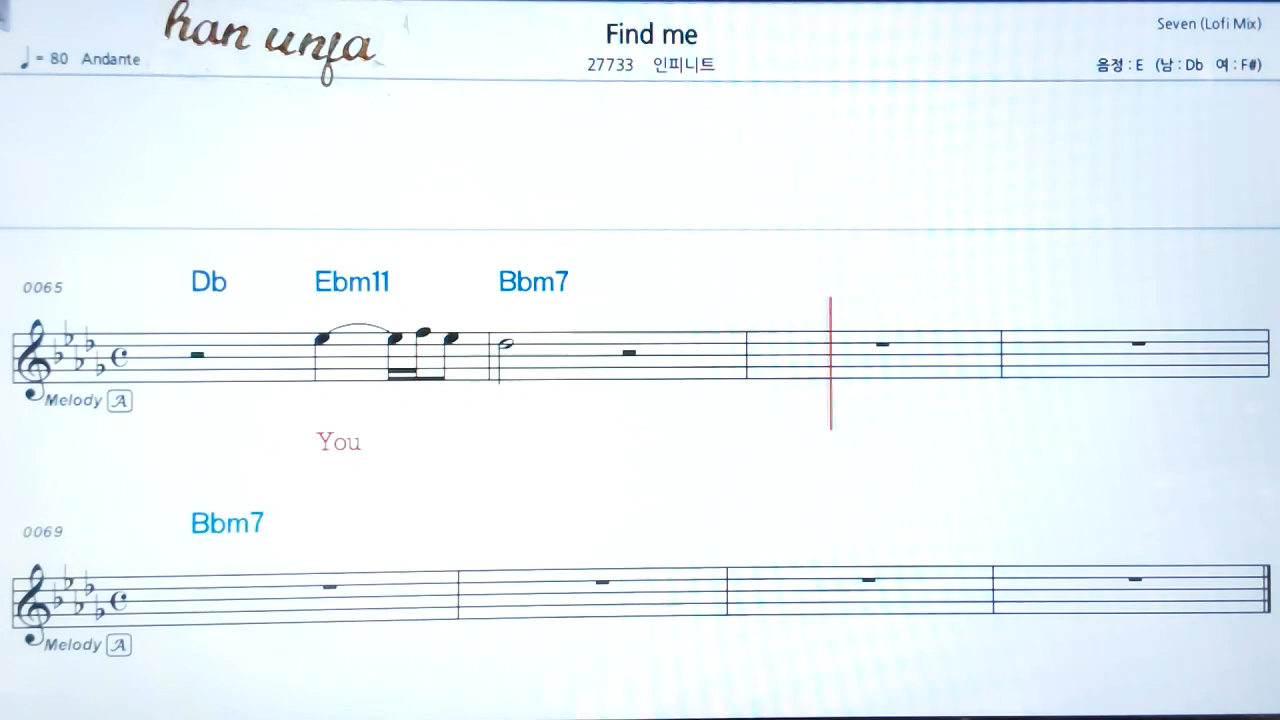 han unfa
Find me
Seven (Lofi Mix)
♩ = 80 Andante
27733 인피니트
음정 : E (남 : Db 여 : F#)
0065
Db Ebm11 Bbm7
Melody A
You
0069
Bbm7
Melody A